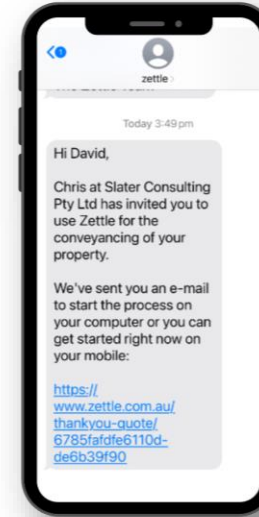 1
zettle
Today 3:49 pm
Hi David,
Chris at Slater Consulting
Pty Ltd has invited you to
use Zettle for the
conveyancing of your
property.
We've sent you an e-mail
to start the process on
your computer or you can
get started right now on
your mobile:
https://
www.zettle.com.au/
thankyou-quote/
6785fafdfe6110d-
de6b39f90